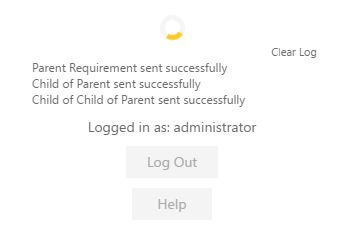 Clear Log
Parent Requirement sent successfully
Child of Parent sent successfully
Child of Child of Parent sent successfully
Logged in as: administrator
Log Out
Help